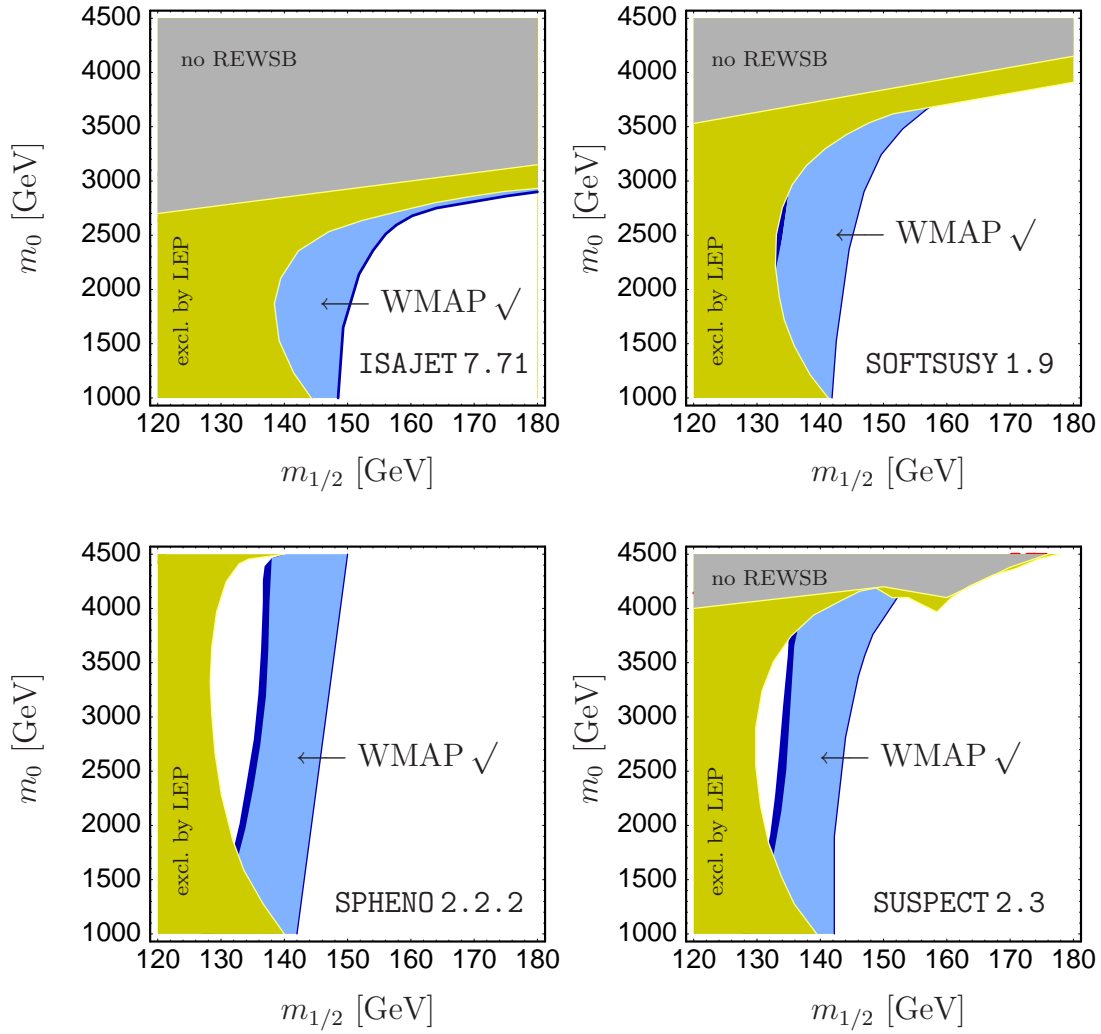 4500
4000
3500
3000
2500
2000
1500
1000
m0 [GeV]
no REWSB
excl. by LEP
← WMAP √
ISAJET 7.71
120 130 140 150 160 170 180
m1/2 [GeV]
4500
4000
3500
3000
2500
2000
1500
1000
m0 [GeV]
no REWSB
excl. by LEP
← WMAP √
SOFTSUSY 1.9
120 130 140 150 160 170 180
m1/2 [GeV]
4500
4000
3500
3000
2500
2000
1500
1000
m0 [GeV]
excl. by LEP
← WMAP √
SPHENO 2.2.2
120 130 140 150 160 170 180
m1/2 [GeV]
4500
4000
3500
3000
2500
2000
1500
1000
m0 [GeV]
no REWSB
excl. by LEP
← WMAP √
SUSPECT 2.3
120 130 140 150 160 170 180
m1/2 [GeV]